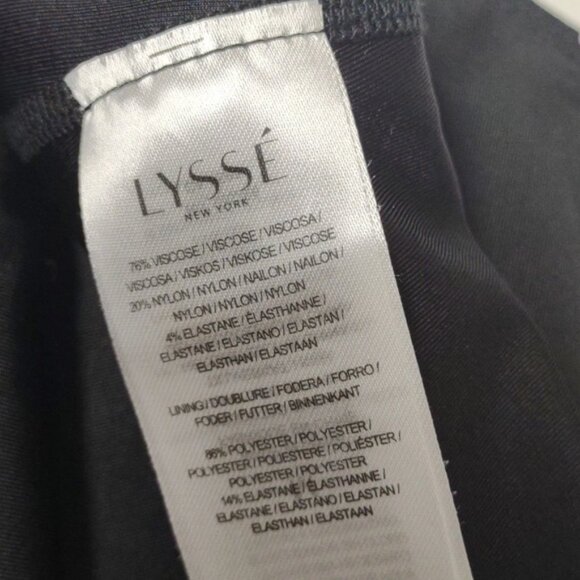 LYSSÉ
NEW YORK
76% VISCOSE / VISCOSE / VISCOSA /
VISCOSA / VISKOS / VISKOSE / VISCOSE
20% NYLON / NYLON / NAILON / NAILON /
NYLON / NYLON / NYLON
4% ELASTANE / ÉLASTHANNE /
ELASTANE / ELASTANO / ELASTAN /
ELASTHAN / ELASTAAN
LINING / DOUBLURE / FODERA / FORRO /
FODER / FUTTER / BINNENKANT
86% POLYESTER / POLYESTER /
POLYESTER / POLIESTERE / POLIÉSTER /
POLYESTER / POLYESTER
14% ELASTANE / ÉLASTHANNE /
ELASTANE / ELASTANO / ELASTAN /
ELASTHAN / ELASTAAN